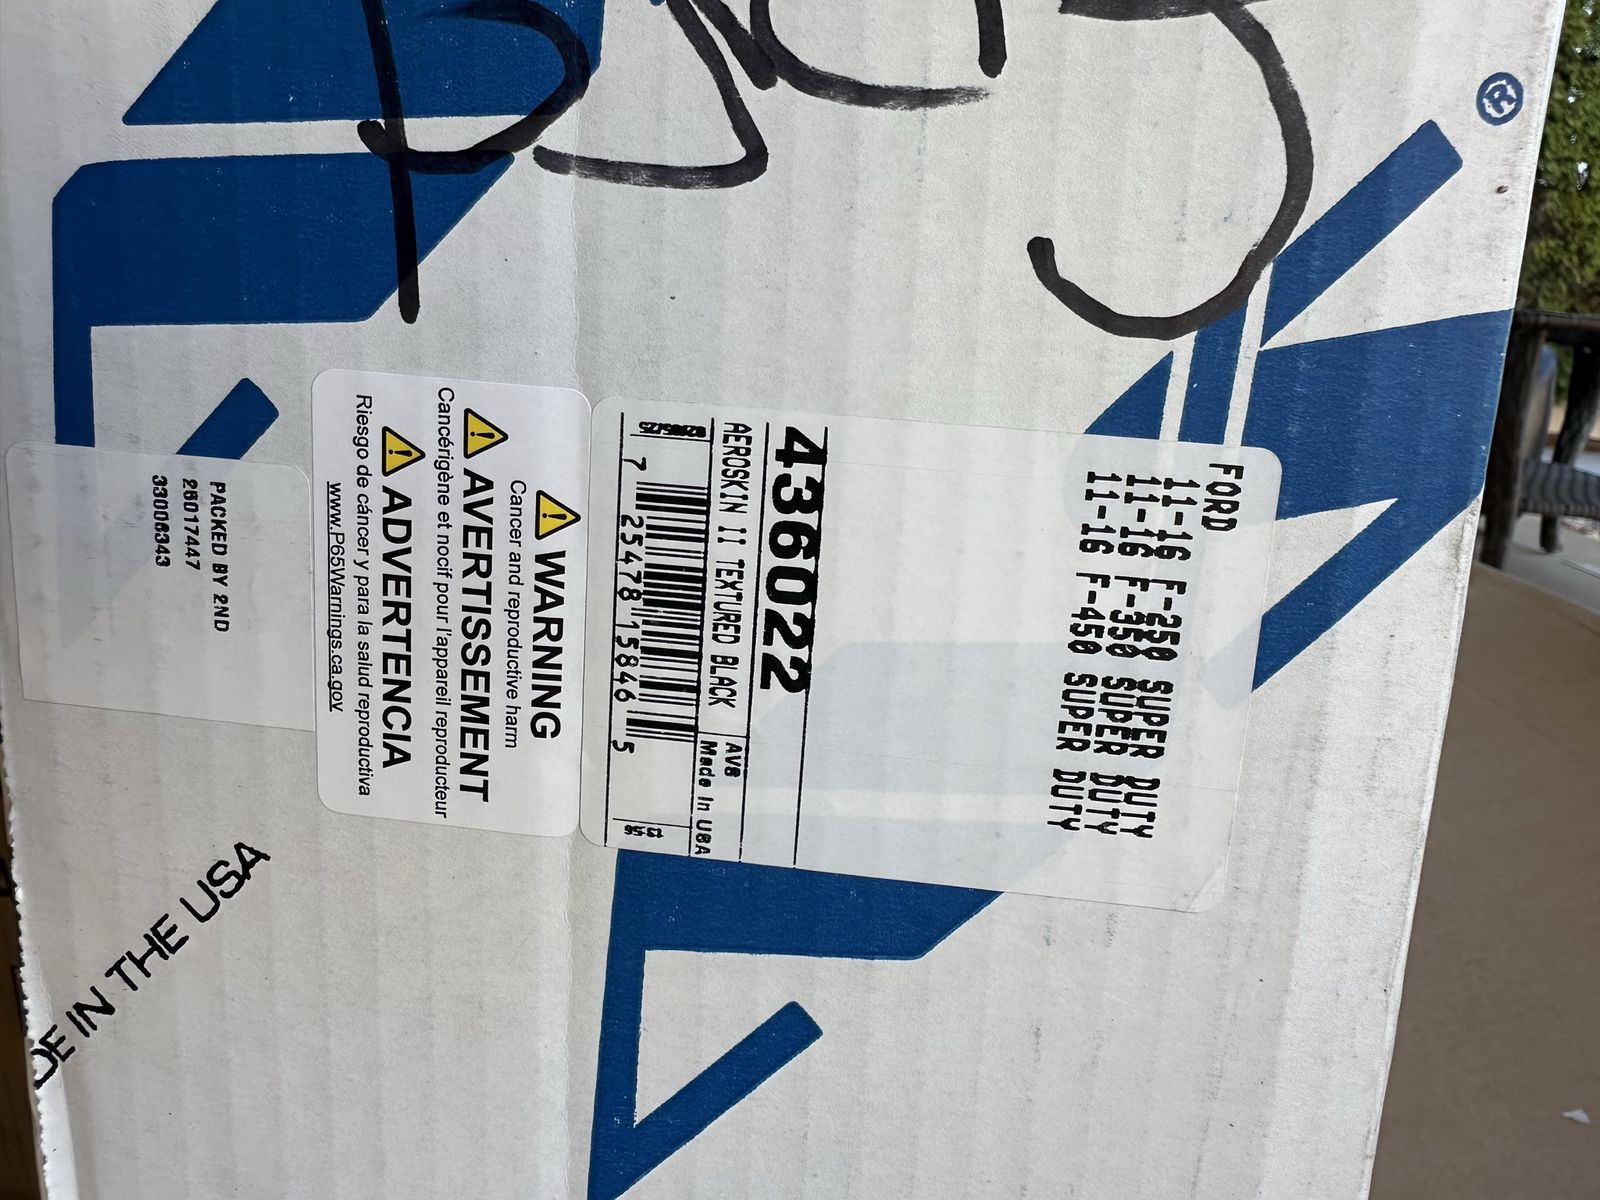 FORD
11-16 F-250 SUPER DUTY
11-16 F-350 SUPER DUTY
11-16 F-450 SUPER DUTY
436022
AEROSKIN II TEXTURED BLACK
AVS
Made In USA
7 25478 15846 5
WARNING
Cancer and reproductive harm
AVERTISSEMENT
Cancérigène et nocif pour l'appareil reproducteur
ADVERTENCIA
Riesgo de cáncer y para la salud reproductiva
www.P65Warnings.ca.gov
PACKED BY 2ND
26017447
33006343
DE IN THE USA
®